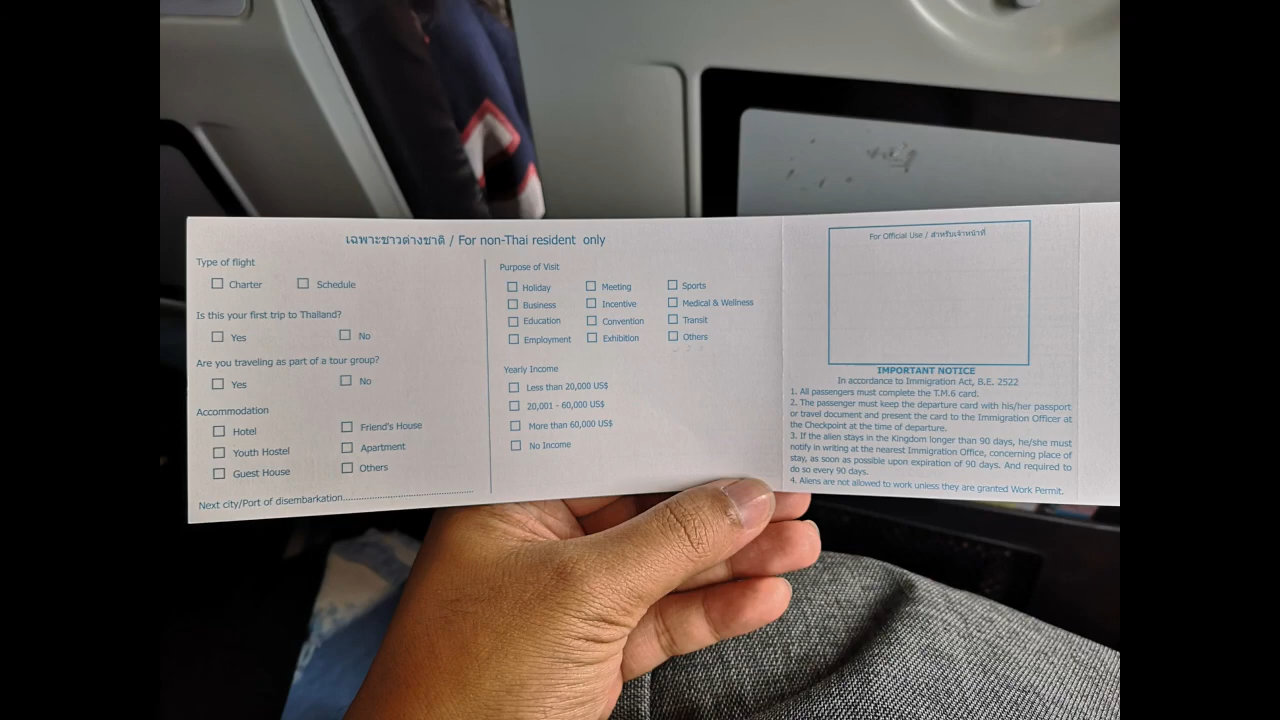 เฉพาะชาวต่างชาติ / For non-Thai resident only
Type of flight
Charter Schedule
Is this your first trip to Thailand?
Yes No
Are you traveling as part of a tour group?
Yes No
Accommodation
Hotel Friend's House
Youth Hostel Apartment
Guest House Others
Next city/Port of disembarkation
Purpose of Visit
Holiday Meeting Sports
Business Incentive Medical & Wellness
Education Convention Transit
Employment Exhibition Others
Yearly Income
Less than 20,000 US$
20,001 - 60,000 US$
More than 60,000 US$
No Income
For Official Use / สำหรับเจ้าหน้าที่
IMPORTANT NOTICE
In accordance to Immigration Act, B.E. 2522
1. All passengers must complete the T.M.6 card.
2. The passenger must keep the departure card with his/her passport
or travel document and present the card to the Immigration Officer at
the Checkpoint at the time of departure.
3. If the alien stays in the Kingdom longer than 90 days, he/she must
notify in writing at the nearest Immigration Office, concerning place of
stay, as soon as possible upon expiration of 90 days. And required to
do so every 90 days.
4. Aliens are not allowed to work unless they are granted Work Permit.